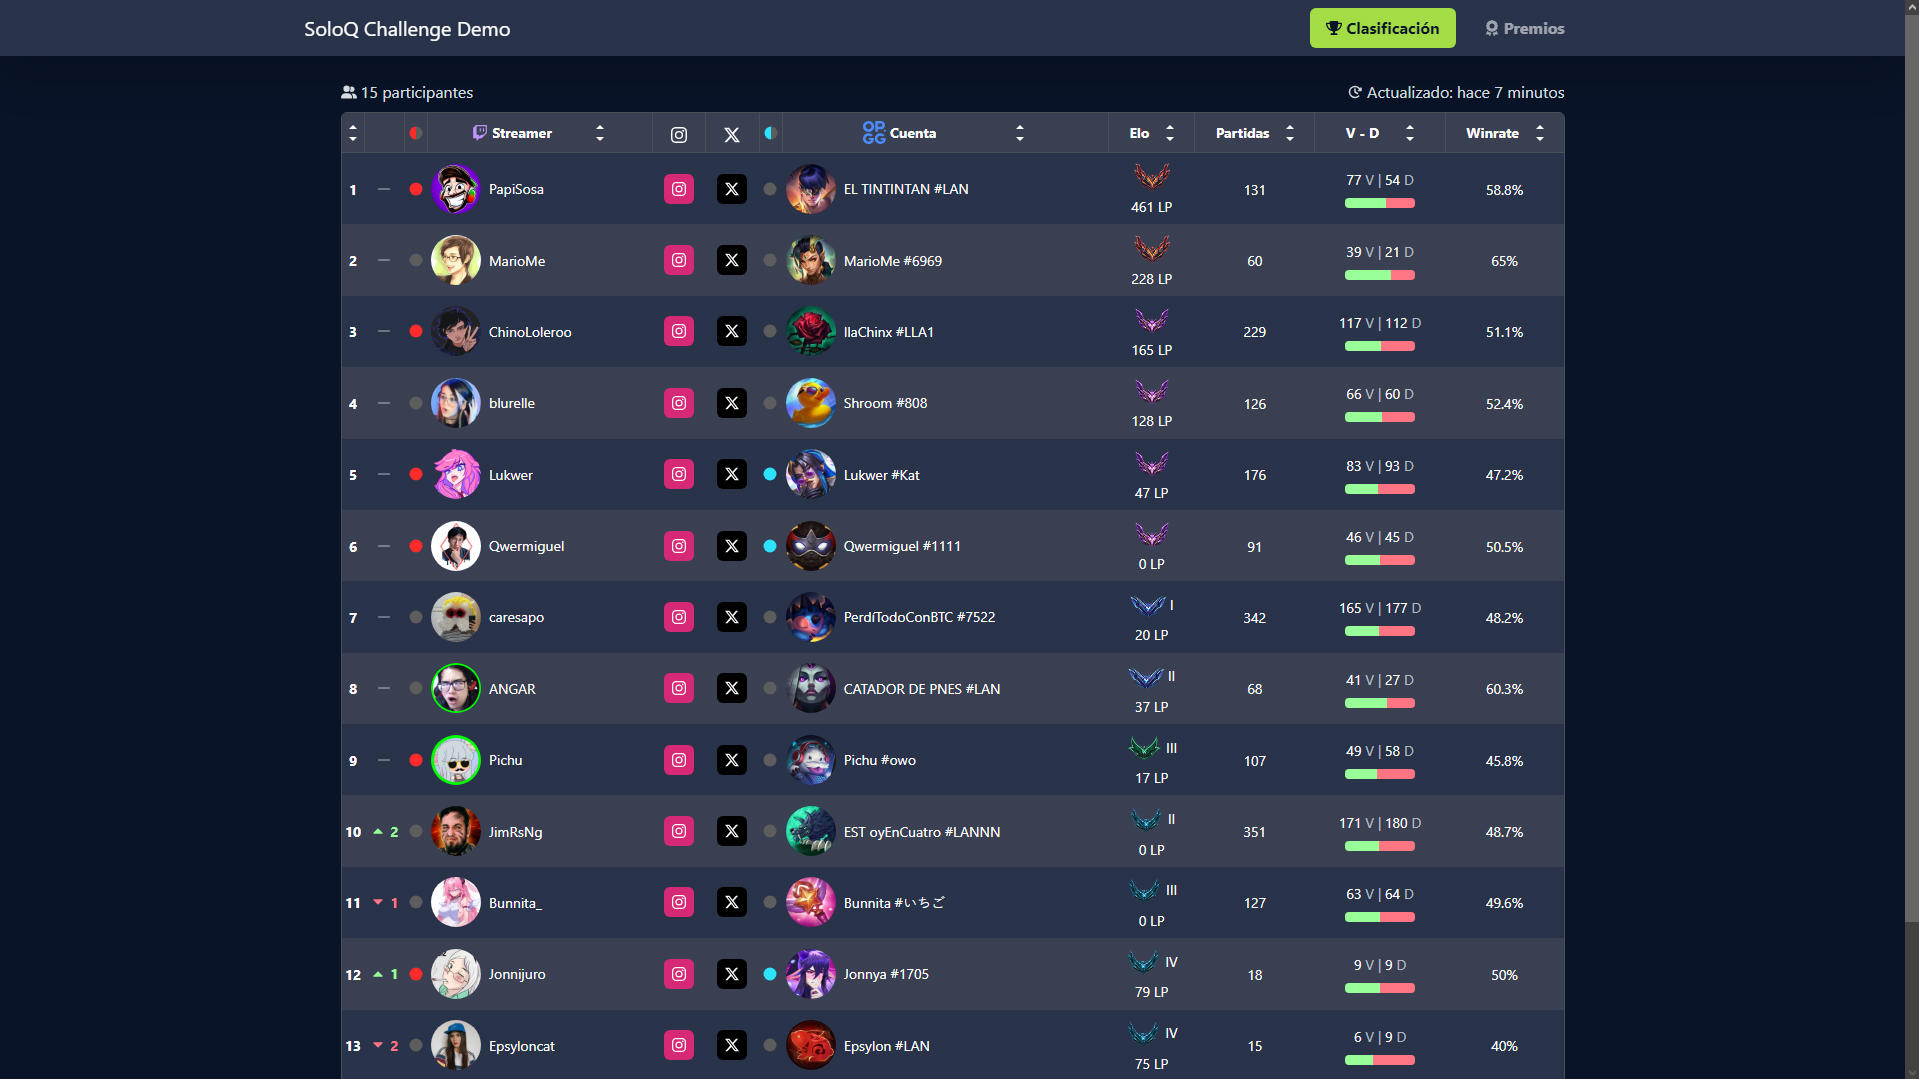 SoloQ Challenge Demo
Clasificación
Premios
15 participantes
Actualizado: hace 7 minutos
Streamer
OP.GG Cuenta
Elo
Partidas
V - D
Winrate
1 PapiSosa EL TINTINTAN #LAN 461 LP 131 77 V | 54 D 58.8%
2 MarioMe MarioMe #6969 228 LP 60 39 V | 21 D 65%
3 ChinoLoleroo IlaChinx #LLA1 165 LP 229 117 V | 112 D 51.1%
4 blurelle Shroom #808 128 LP 126 66 V | 60 D 52.4%
5 Lukwer Lukwer #Kat 47 LP 176 83 V | 93 D 47.2%
6 Qwermiguel Qwermiguel #1111 0 LP 91 46 V | 45 D 50.5%
7 caresapo PerdíTodoConBTC #7522 I 20 LP 342 165 V | 177 D 48.2%
8 ANGAR CATADOR DE PNES #LAN II 37 LP 68 41 V | 27 D 60.3%
9 Pichu Pichu #owo III 17 LP 107 49 V | 58 D 45.8%
10 2 JimRsNg EST oyEnCuatro #LANNN II 0 LP 351 171 V | 180 D 48.7%
11 1 Bunnita_ Bunnita #いちご III 0 LP 127 63 V | 64 D 49.6%
12 1 Jonnijuro Jonnya #1705 IV 79 LP 18 9 V | 9 D 50%
13 2 Epsyloncat Epsylon #LAN IV 75 LP 15 6 V | 9 D 40%